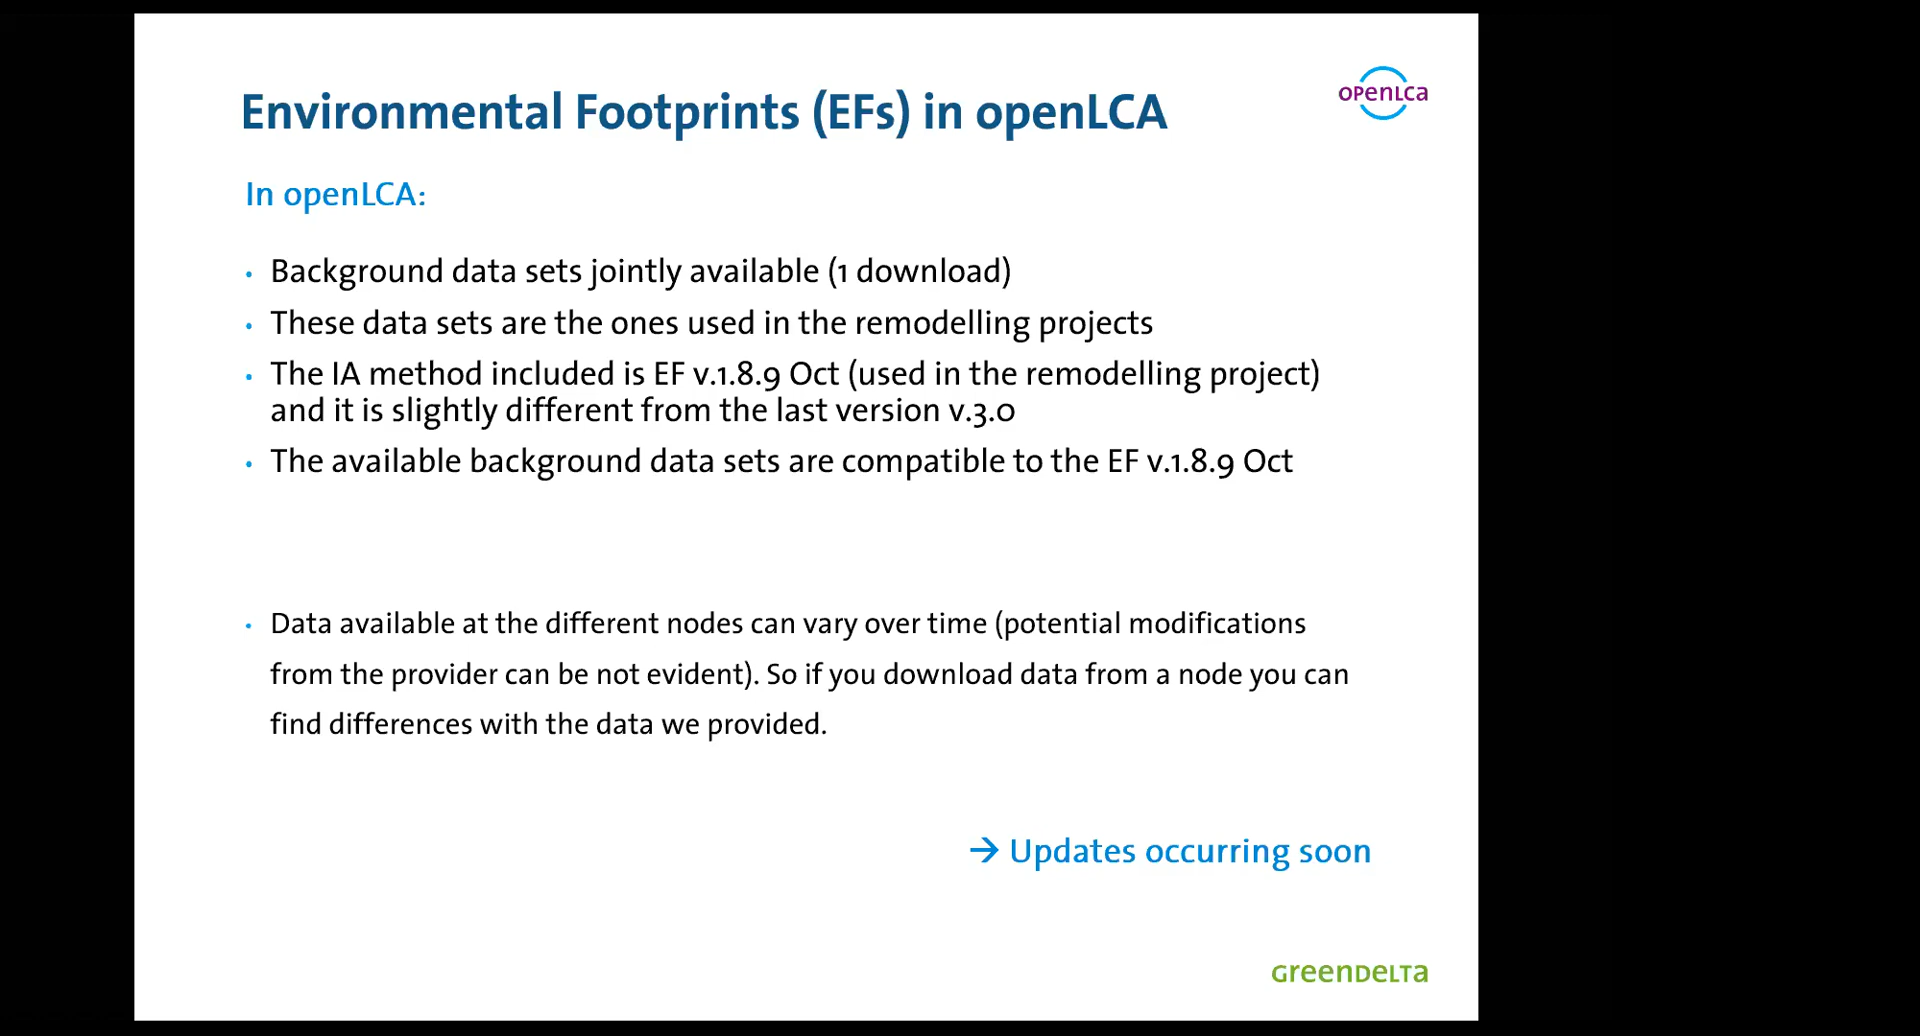 Environmental Footprints (EFs) in openLCA
openLca
In openLCA:
• Background data sets jointly available (1 download)
• These data sets are the ones used in the remodelling projects
• The IA method included is EF v.1.8.9 Oct (used in the remodelling project)
and it is slightly different from the last version v.3.0
• The available background data sets are compatible to the EF v.1.8.9 Oct
• Data available at the different nodes can vary over time (potential modifications
from the provider can be not evident). So if you download data from a node you can
find differences with the data we provided.
→ Updates occurring soon
GreenDeLTa